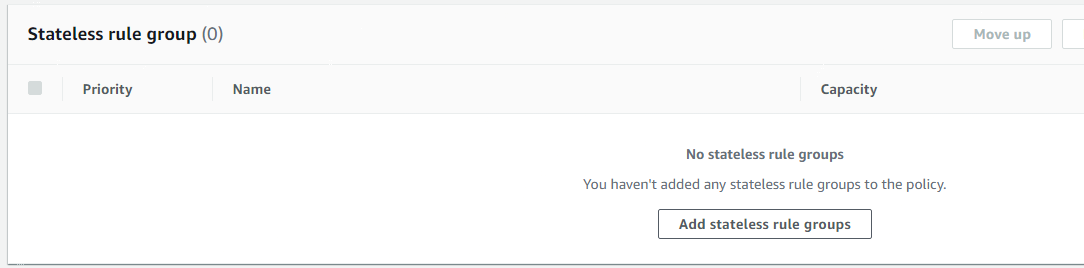 Stateless rule group (0)
Move up
Priority
Name
Capacity
No stateless rule groups
You haven't added any stateless rule groups to the policy.
Add stateless rule groups